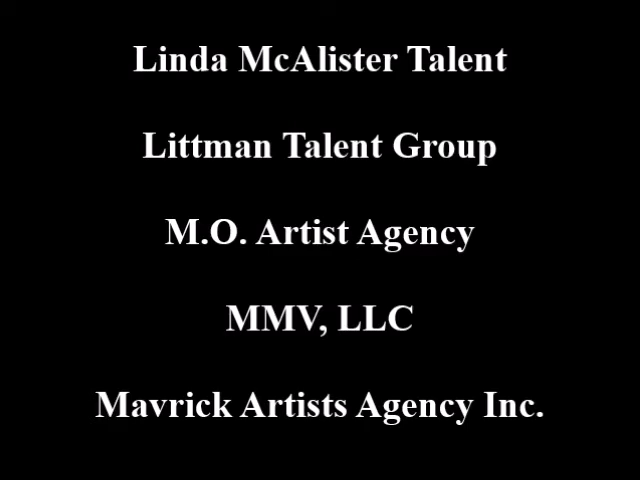 Linda McAlister Talent
Littman Talent Group
M.O. Artist Agency
MMV, LLC
Mavrick Artists Agency Inc.